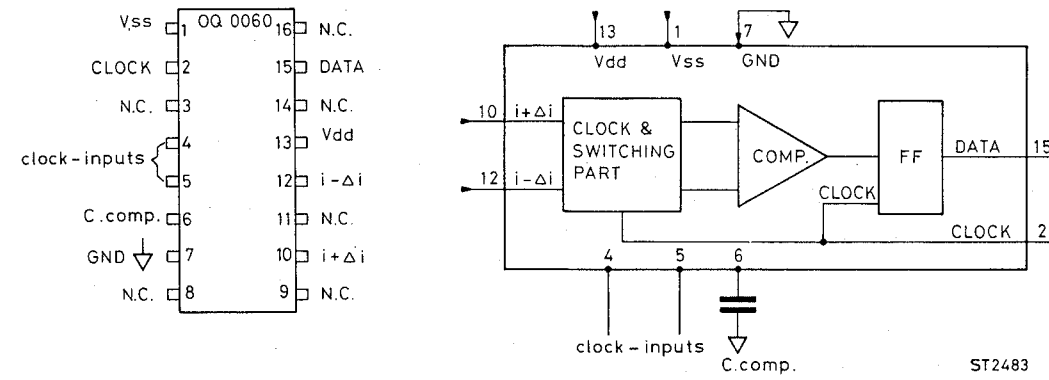 OQ 0060
Vss 1
16 N.C.
CLOCK 2
15 DATA
N.C. 3
14 N.C.
4
13 Vdd
clock-inputs
5
12 i-Δi
C.comp. 6
11 N.C.
GND 7
10 i+Δi
N.C. 8
9 N.C.
13 1 7
Vdd Vss GND
10 i+Δi
12 i-Δi
CLOCK &
SWITCHING
PART
COMP.
FF
DATA 15
CLOCK
CLOCK 2
4 5 6
clock-inputs
C.comp.
ST2483